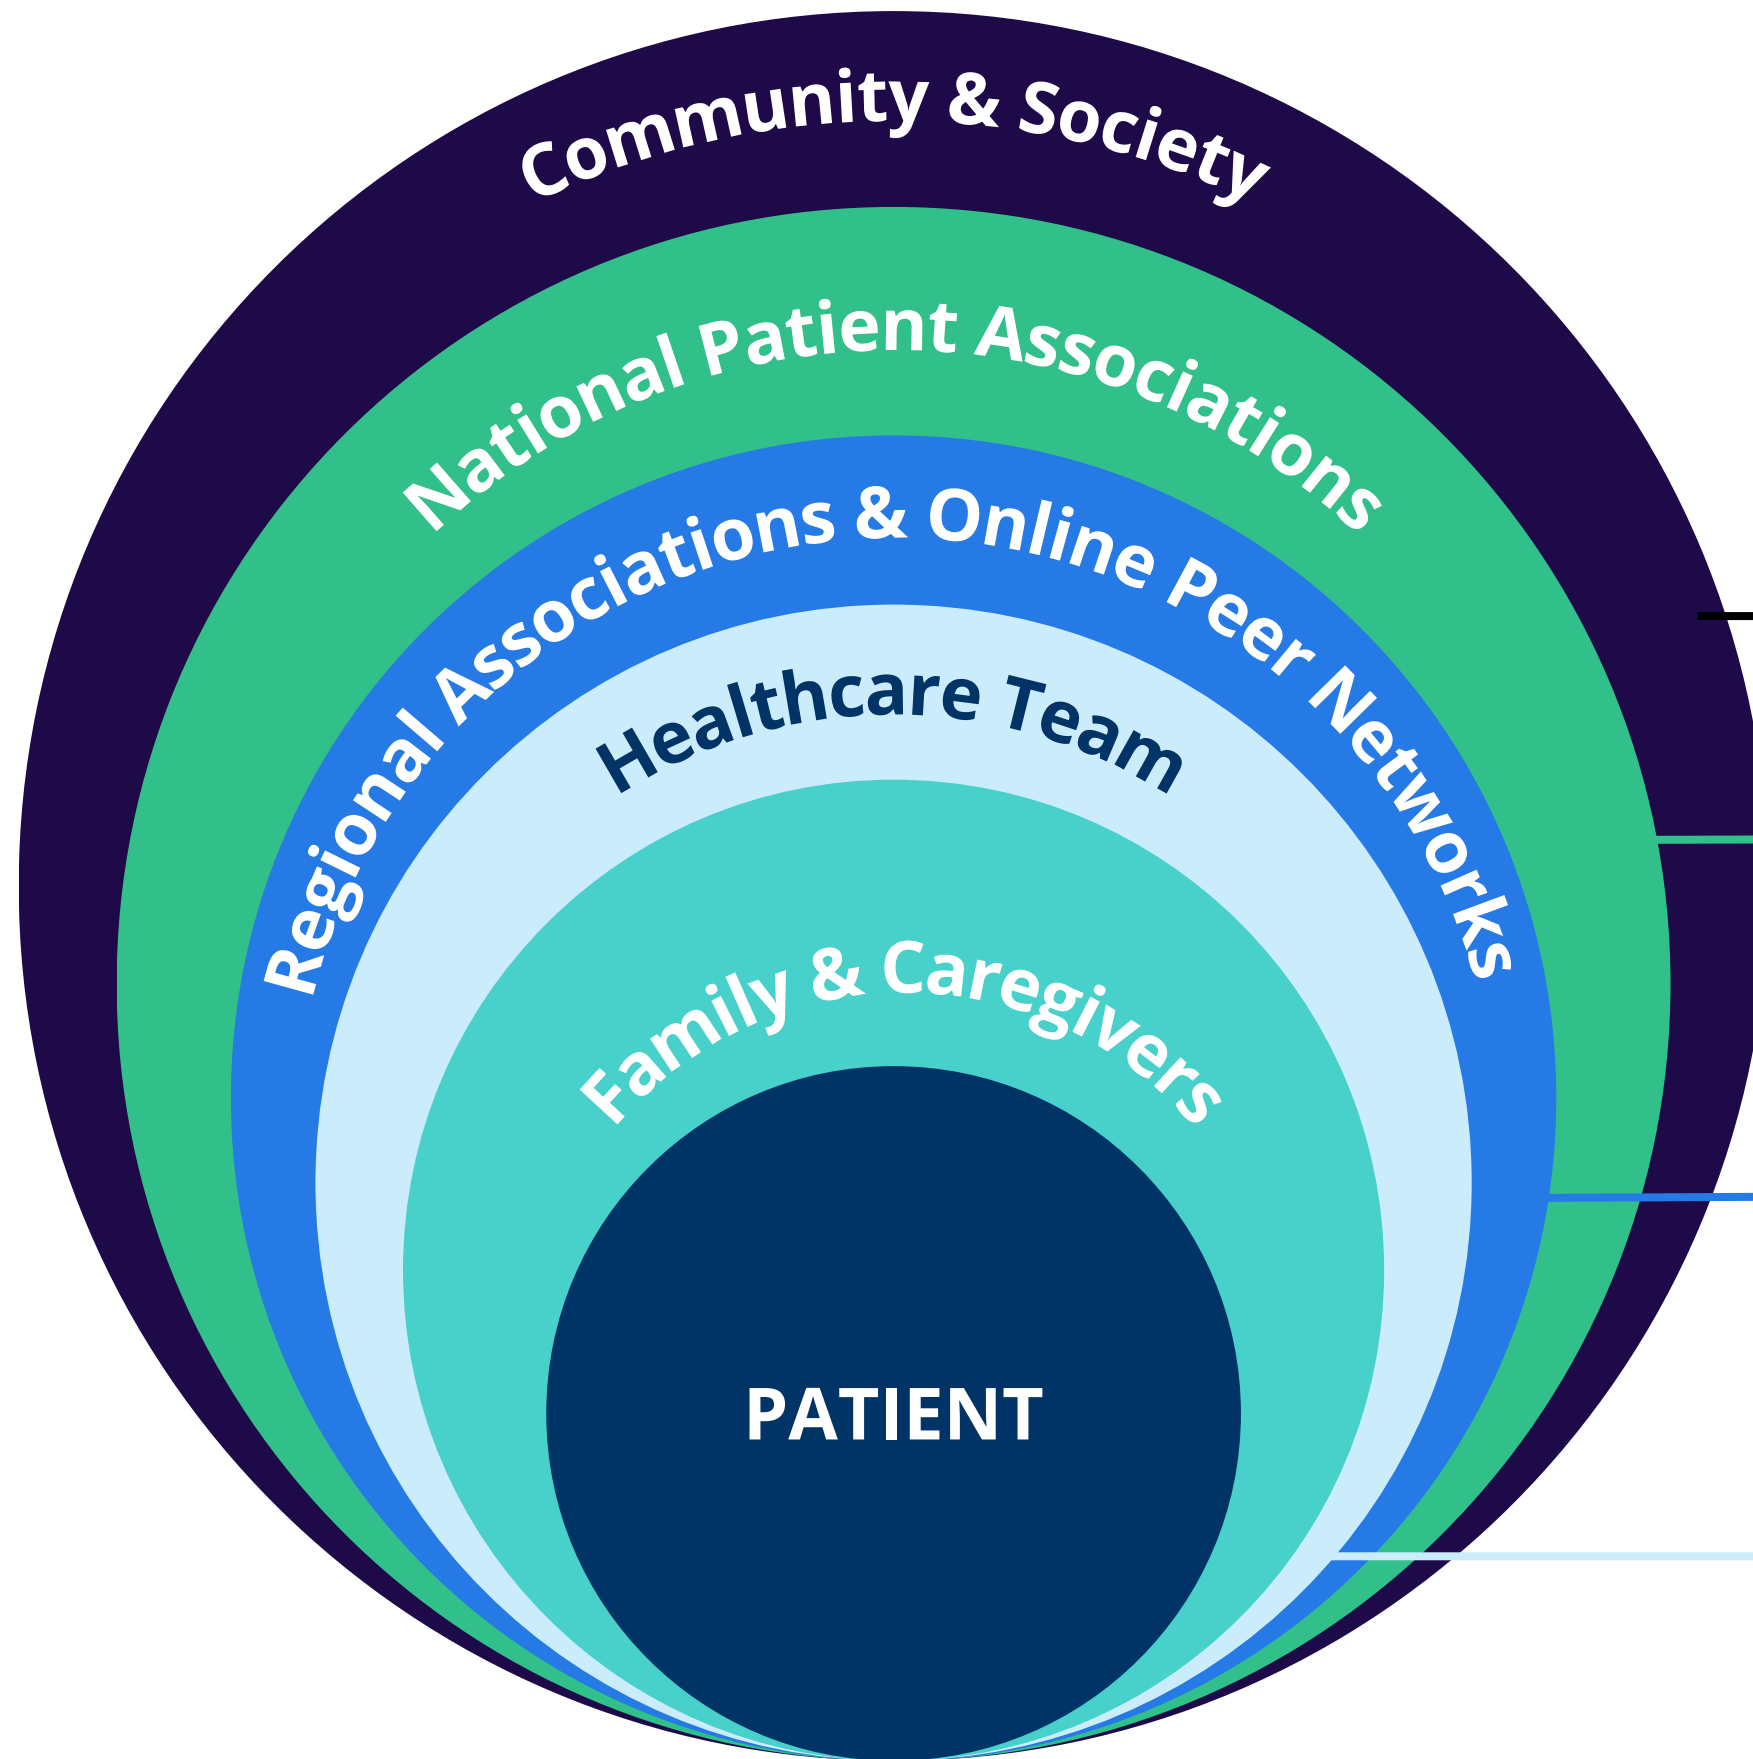 Community & Society
National Patient Associations
Regional Associations & Online Peer Networks
Healthcare Team
Family & Caregivers
PATIENT